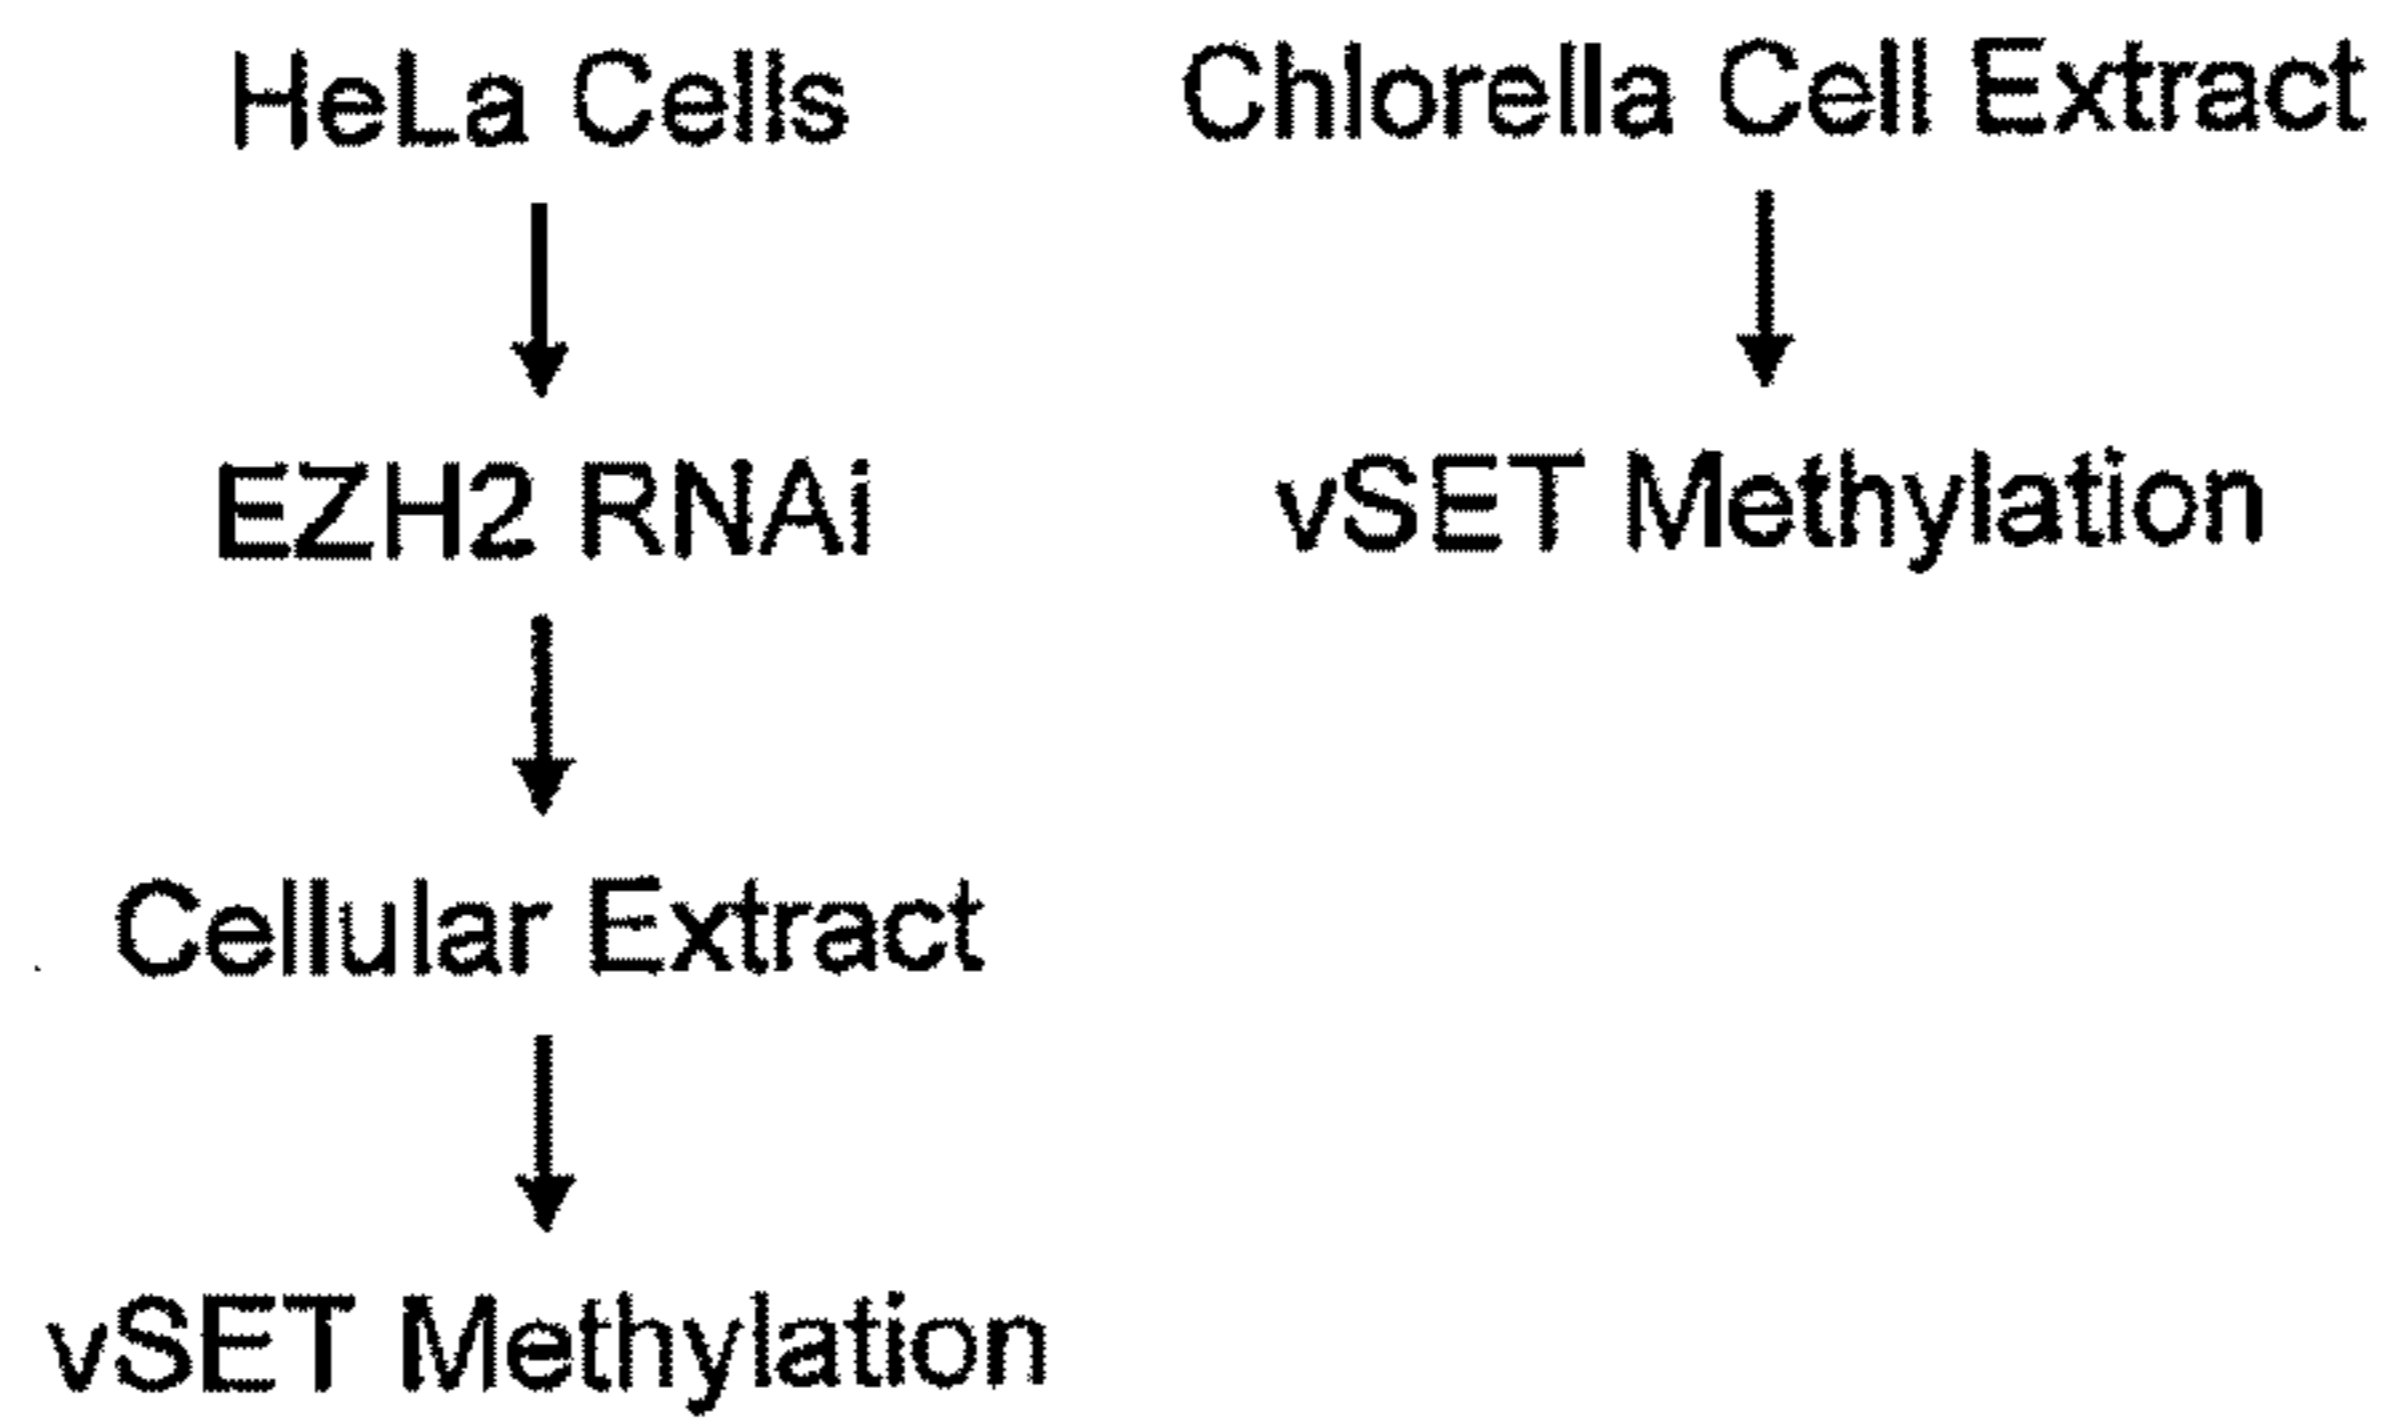 HeLa Cells
EZH2 RNAi
Cellular Extract
vSET Methylation
Chlorella Cell Extract
vSET Methylation